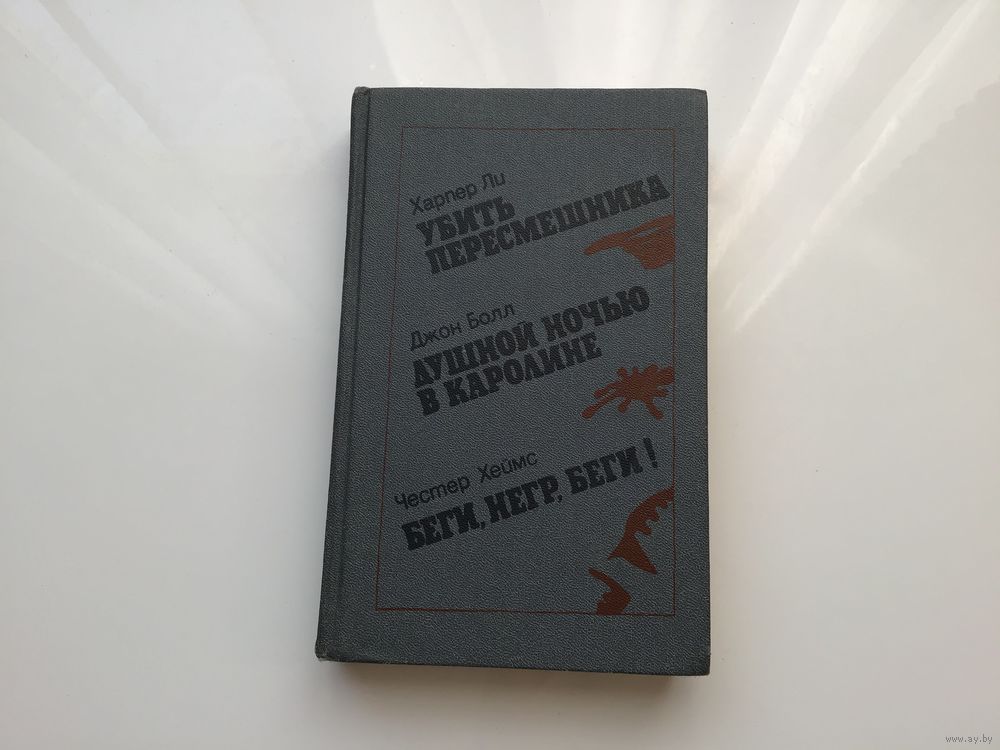 Харпер Ли
УБИТЬ
ПЕРЕСМЕШНИКА
Джон Болл
ДУШНОЙ НОЧЬЮ
В КАРОЛИНЕ
Честер Хеймс
БЕГИ, НЕГР, БЕГИ!
www.ay.by